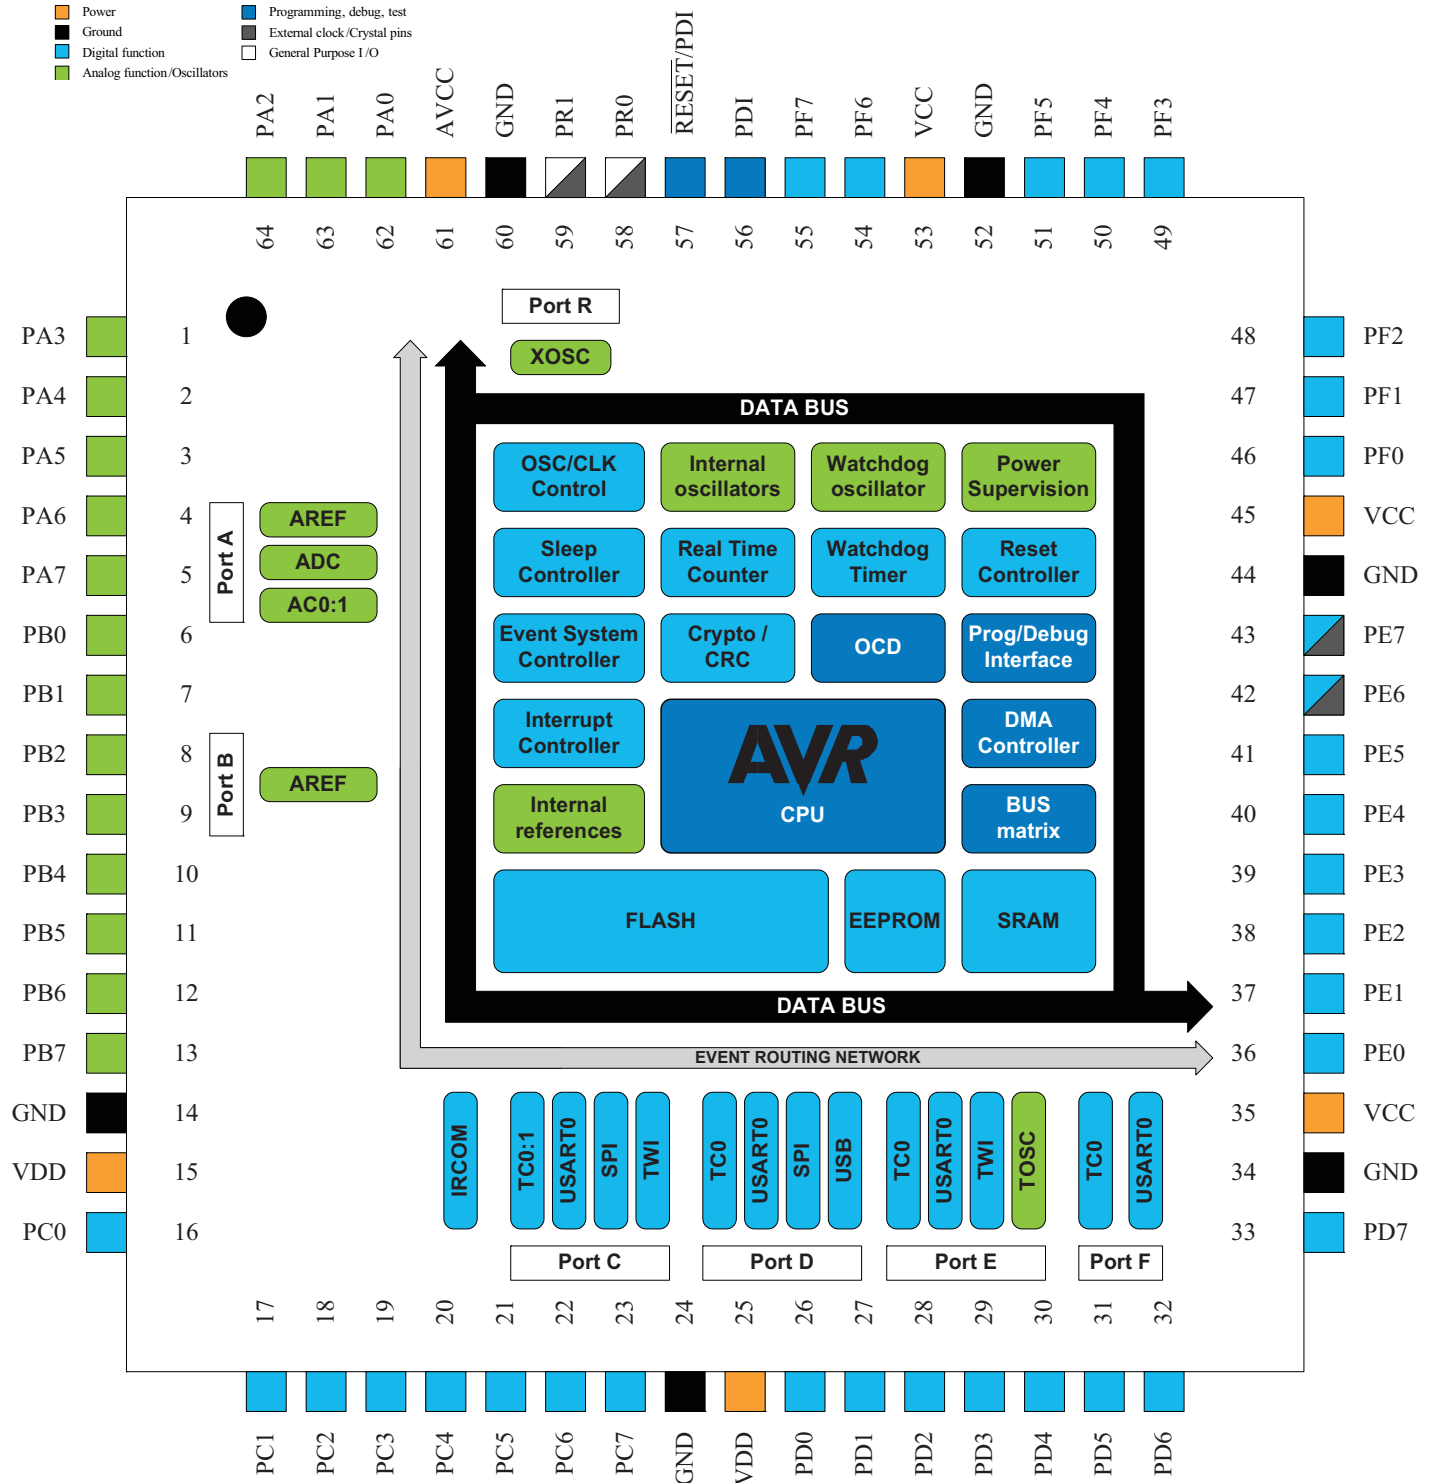 Power
Ground
Digital function
Analog function/Oscillators
Programming, debug, test
External clock/Crystal pins
General Purpose I/O
PA2
PA1
PA0
AVCC
GND
PR1
PR0
RESET/PDI
PDI
PF7
PF6
VCC
GND
PF5
PF4
PF3
64
63
62
61
60
59
58
57
56
55
54
53
52
51
50
49
PA3 1
PA4 2
PA5 3
PA6 4
PA7 5
PB0 6
PB1 7
PB2 8
PB3 9
PB4 10
PB5 11
PB6 12
PB7 13
GND 14
VDD 15
PC0 16
Port A
AREF
ADC
AC0:1
Port B
AREF
Port R
XOSC
DATA BUS
OSC/CLK
Control
Internal
oscillators
Watchdog
oscillator
Power
Supervision
Sleep
Controller
Real Time
Counter
Watchdog
Timer
Reset
Controller
Event System
Controller
Crypto /
CRC
OCD
Prog/Debug
Interface
Interrupt
Controller
AVR
CPU
DMA
Controller
Internal
references
BUS
matrix
FLASH
EEPROM
SRAM
DATA BUS
EVENT ROUTING NETWORK
48 PF2
47 PF1
46 PF0
45 VCC
44 GND
43 PE7
42 PE6
41 PE5
40 PE4
39 PE3
38 PE2
37 PE1
36 PE0
35 VCC
34 GND
33 PD7
IRCOM
TC0:1
USART0
SPI
TWI
TC0
USART0
SPI
USB
TC0
USART0
TWI
TOSC
TC0
USART0
Port C
Port D
Port E
Port F
17
18
19
20
21
22
23
24
25
26
27
28
29
30
31
32
PC1
PC2
PC3
PC4
PC5
PC6
PC7
GND
VDD
PD0
PD1
PD2
PD3
PD4
PD5
PD6